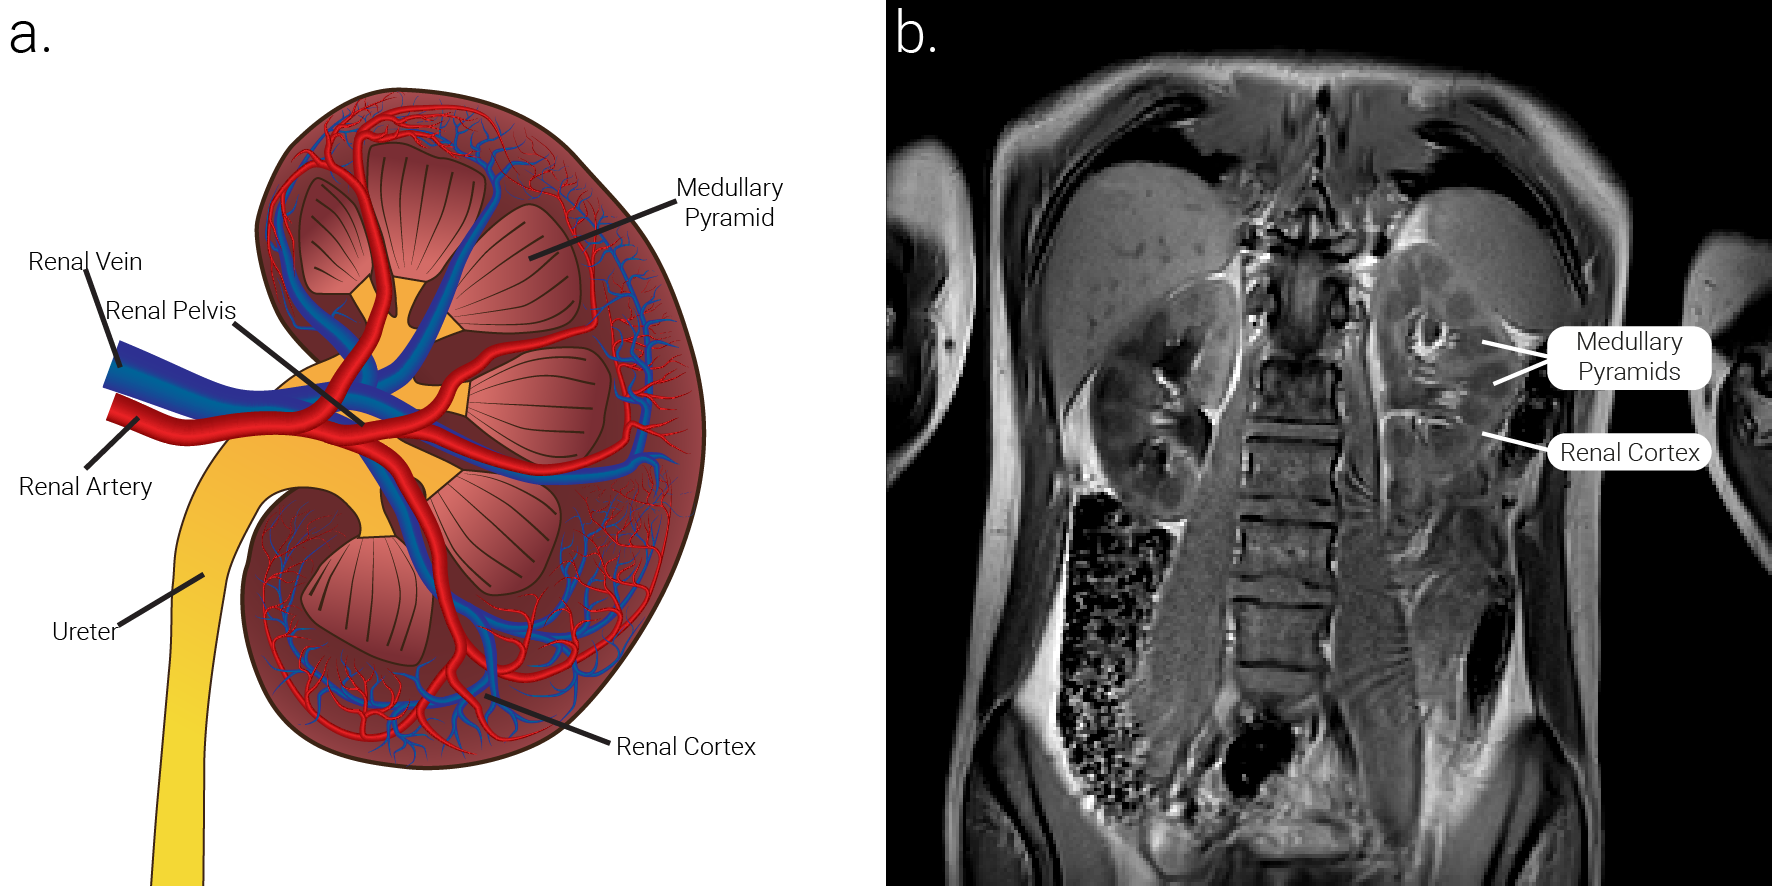 a.
Medullary
Pyramid
Renal Vein
Renal Pelvis
Renal Artery
Ureter
Renal Cortex
b.
Medullary
Pyramids
Renal Cortex